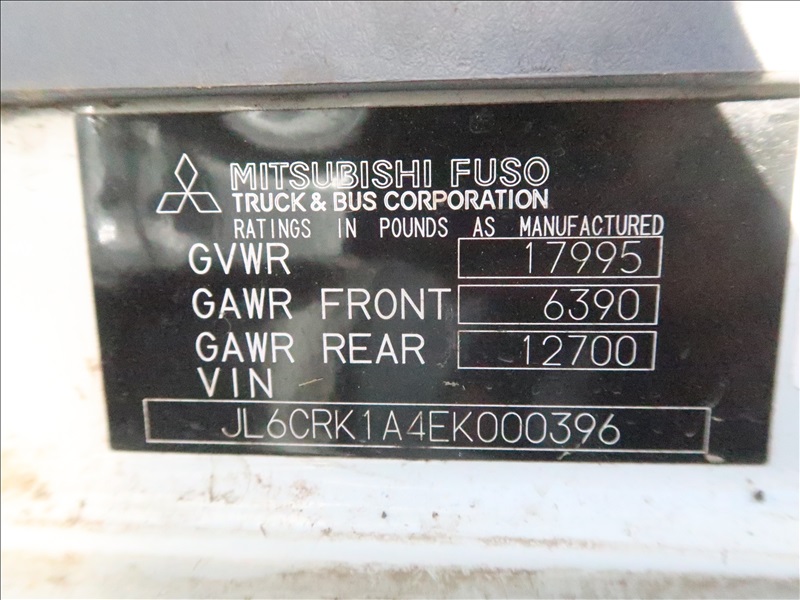 MITSUBISHI FUSO
TRUCK & BUS CORPORATION
RATINGS IN POUNDS AS MANUFACTURED
GVWR 17995
GAWR FRONT 6390
GAWR REAR 12700
VIN
JL6CRK1A4EK000396